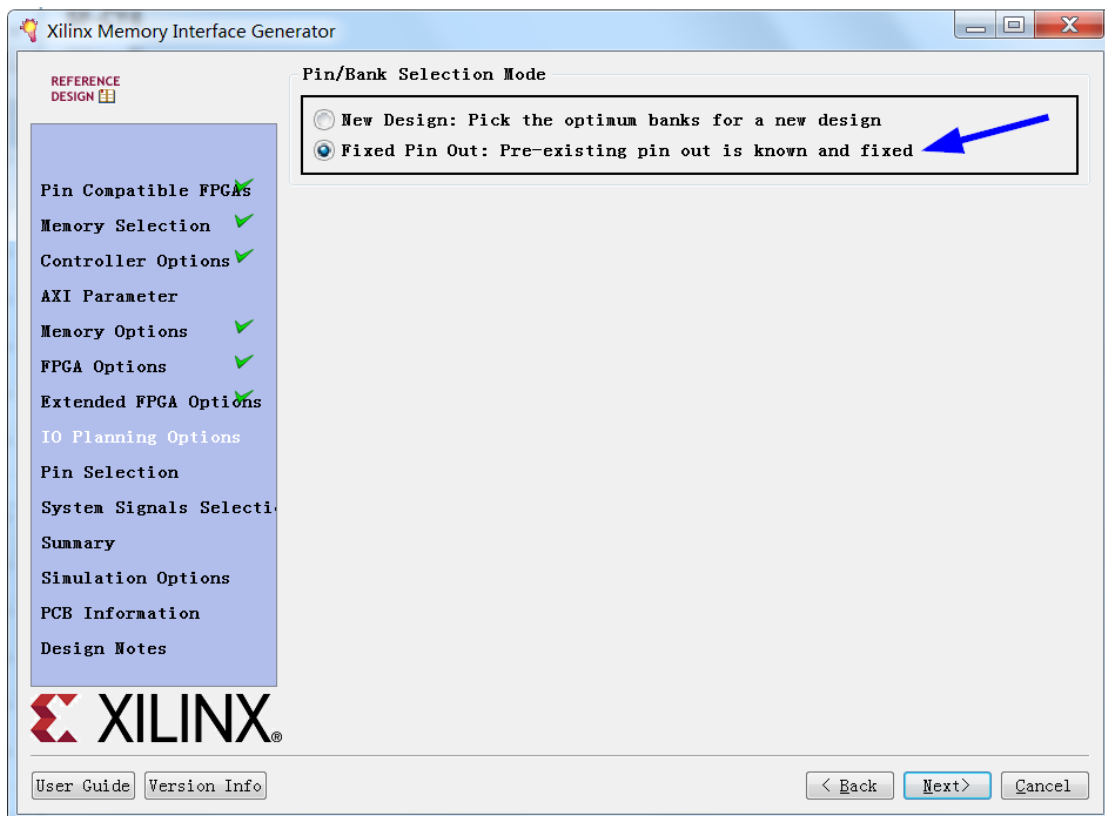 Xilinx Memory Interface Generator
REFERENCE
DESIGN
Pin/Bank Selection Mode
New Design: Pick the optimum banks for a new design
Fixed Pin Out: Pre-existing pin out is known and fixed
Pin Compatible FPGAs
Memory Selection
Controller Options
AXI Parameter
Memory Options
FPGA Options
Extended FPGA Options
IO Planning Options
Pin Selection
System Signals Selecti
Summary
Simulation Options
PCB Information
Design Notes
XILINX®
User Guide
Version Info
< Back
Next>
Cancel